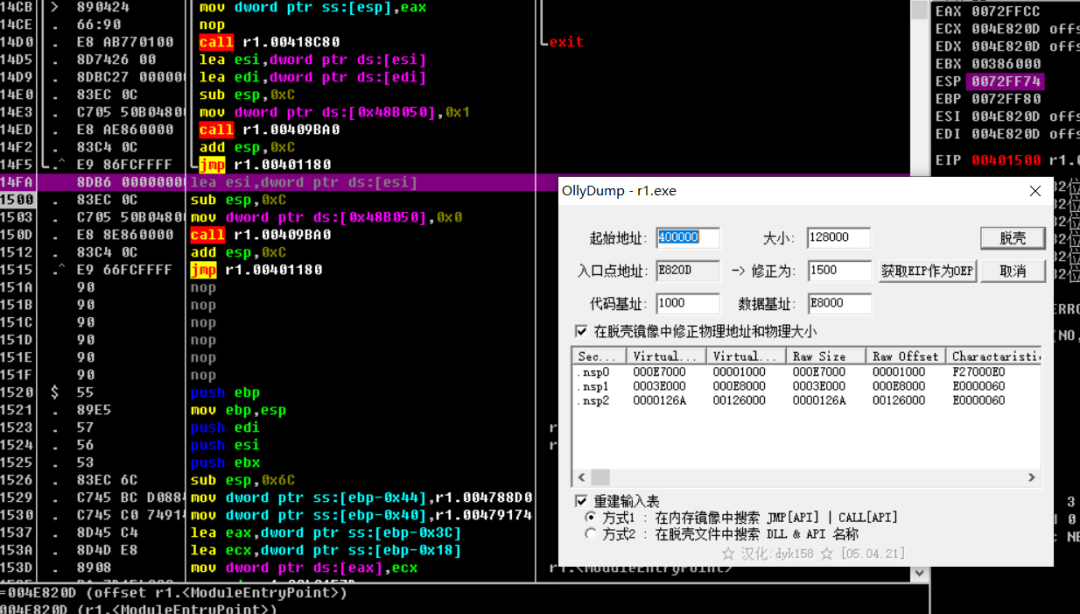 14CB > 890424 mov dword ptr ss:[esp],eax
14CE . 66:90 nop
14D0 . E8 AB770100 call r1.00418C80 exit
14D5 . 8D7426 00 lea esi,dword ptr ds:[esi]
14D9 . 8DBC27 000000 lea edi,dword ptr ds:[edi]
14E0 . 83EC 0C sub esp,0xC
14E3 . C705 50B04800 mov dword ptr ds:[0x48B050],0x1
14ED . E8 AE860000 call r1.00409BA0
14F2 . 83C4 0C add esp,0xC
14F5 .^ E9 86FCFFFF jmp r1.00401180
14FA 8DB6 00000000 lea esi,dword ptr ds:[esi]
1500 . 83EC 0C sub esp,0xC
1503 . C705 50B04800 mov dword ptr ds:[0x48B050],0x0
150D . E8 8E860000 call r1.00409BA0
1512 . 83C4 0C add esp,0xC
1515 .^ E9 66FCFFFF jmp r1.00401180
151A 90 nop
151B 90 nop
151C 90 nop
151D 90 nop
151E 90 nop
151F 90 nop
1520 $ 55 push ebp
1521 . 89E5 mov ebp,esp
1523 . 57 push edi
1524 . 56 push esi
1525 . 53 push ebx
1526 . 83EC 6C sub esp,0x6C
1529 . C745 BC D088 mov dword ptr ss:[ebp-0x44],r1.004788D0
1530 . C745 C0 7491 mov dword ptr ss:[ebp-0x40],r1.00479174
1537 . 8D45 C4 lea eax,dword ptr ss:[ebp-0x3C]
153A . 8D4D E8 lea ecx,dword ptr ss:[ebp-0x18]
153D . 8908 mov dword ptr ds:[eax],ecx
r1.<ModuleEntryPoint>
=004E820D (offset r1.<ModuleEntryPoint>)
004E820D (r1.<ModuleEntryPoint>)
EAX 0072FFCC
ECX 004E820D offs
EDX 004E820D offs
EBX 00386000
ESP 0072FF74
EBP 0072FF80
ESI 004E820D offs
EDI 004E820D offs
EIP 00401500 r1.
OllyDump - r1.exe
起始地址: 400000 大小: 128000 脱壳
入口点地址: E820D -> 修正为: 1500 获取EIP作为OEP 取消
代码基址: 1000 数据基址: E8000
在脱壳镜像中修正物理地址和物理大小
Sec... Virtual... Virtual... Raw Size Raw Offset Characteristi
.nsp0 000E7000 00001000 000E7000 00001000 F27000E0
.nsp1 0003E000 000E8000 0003E000 000E8000 E0000060
.nsp2 0000126A 00126000 0000126A 00126000 E0000060
重建输入表
方式1 : 在内存镜像中搜索 JMP[API] | CALL[API]
方式2 : 在脱壳文件中搜索 DLL & API 名称
☆ 汉化:dyk158 ☆ [05.04.21]